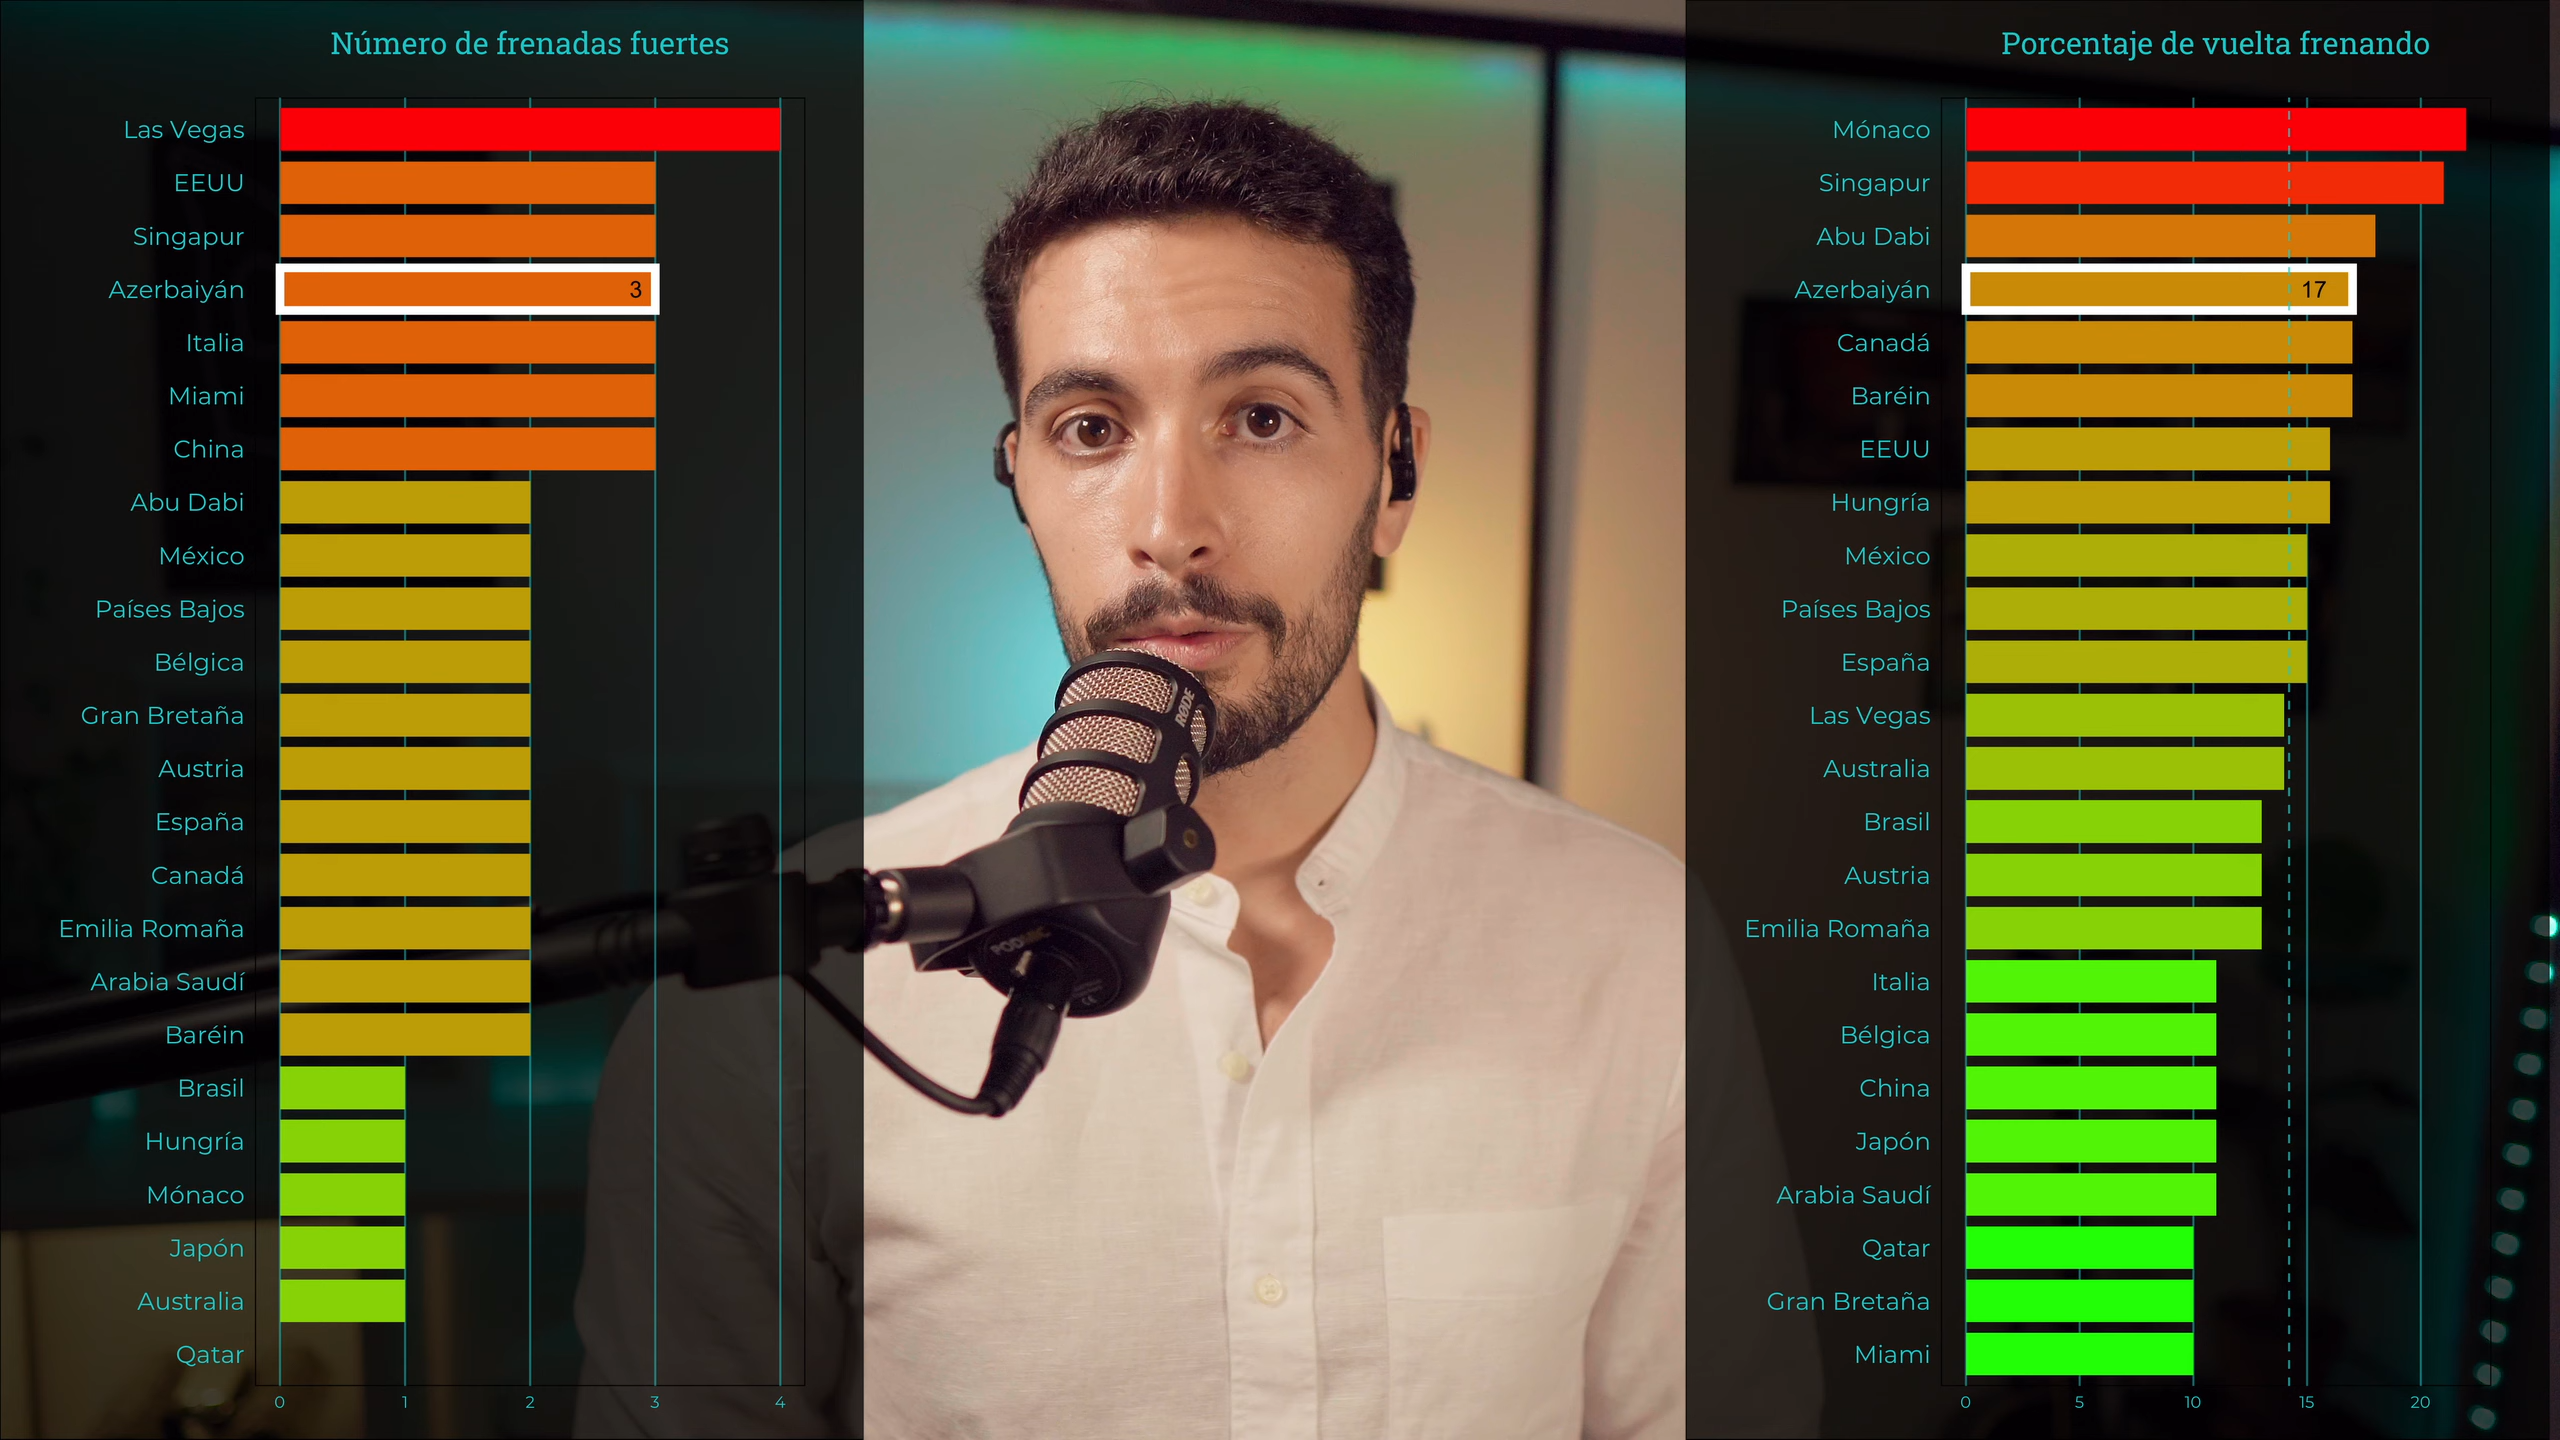 Número de frenadas fuertes
Las Vegas
EEUU
Singapur
Azerbaiyán 3
Italia
Miami
China
Abu Dabi
México
Países Bajos
Bélgica
Gran Bretaña
Austria
España
Canadá
Emilia Romaña
Arabia Saudí
Baréin
Brasil
Hungría
Mónaco
Japón
Australia
Qatar
0 1 2 3 4
RØDE
PODMIC
Porcentaje de vuelta frenando
Mónaco
Singapur
Abu Dabi
Azerbaiyán 17
Canadá
Baréin
EEUU
Hungría
México
Países Bajos
España
Las Vegas
Australia
Brasil
Austria
Emilia Romaña
Italia
Bélgica
China
Japón
Arabia Saudí
Qatar
Gran Bretaña
Miami
0 5 10 15 20